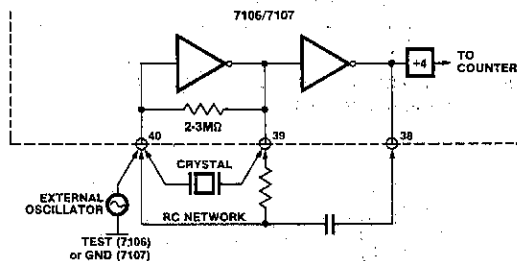 7106/7107
÷4
TO
COUNTER
2-3MΩ
40
39
38
CRYSTAL
EXTERNAL
OSCILLATOR
RC NETWORK
TEST (7106)
or GND (7107)